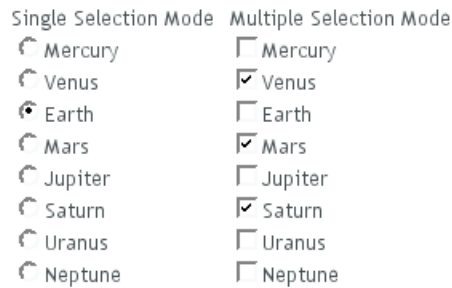 Single Selection Mode Multiple Selection Mode
Mercury Mercury
Venus Venus
Earth Earth
Mars Mars
Jupiter Jupiter
Saturn Saturn
Uranus Uranus
Neptune Neptune